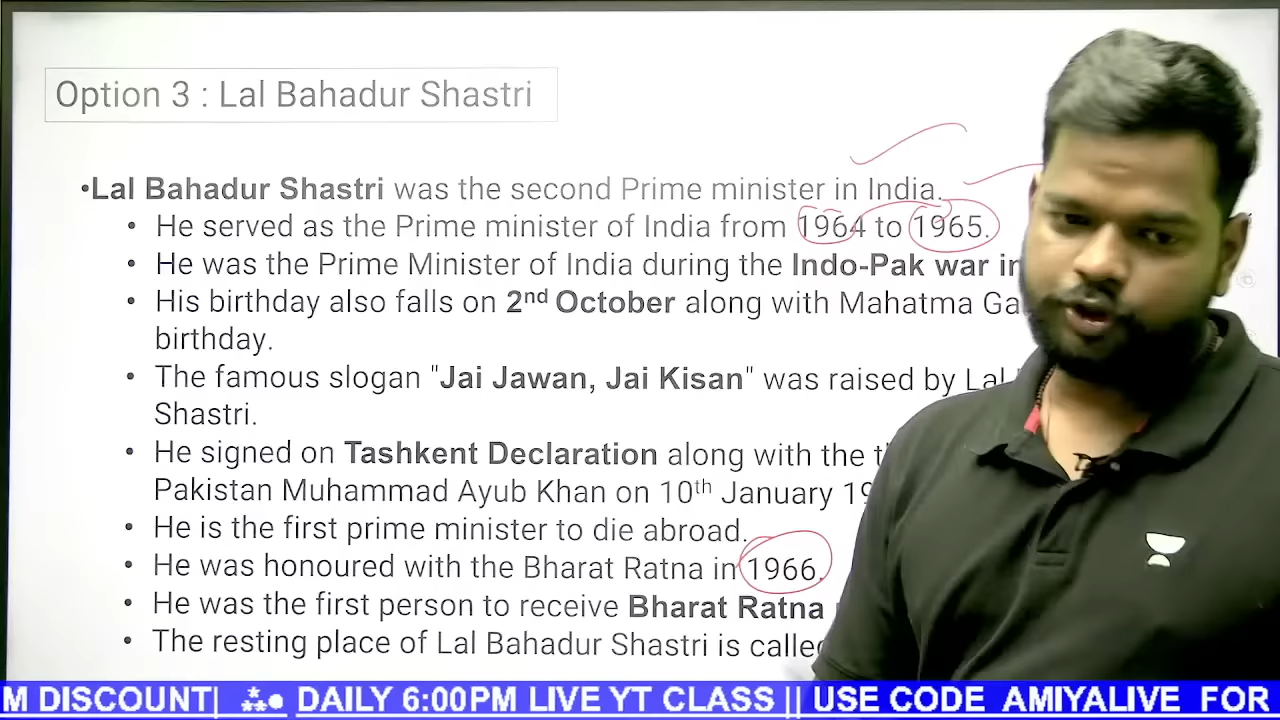 Option 3 : Lal Bahadur Shastri
•Lal Bahadur Shastri was the second Prime minister in India.
• He served as the Prime minister of India from 1964 to 1965.
• He was the Prime Minister of India during the Indo-Pak war in
• His birthday also falls on 2nd October along with Mahatma Ga
birthday.
• The famous slogan "Jai Jawan, Jai Kisan" was raised by Lal
Shastri.
• He signed on Tashkent Declaration along with the t
Pakistan Muhammad Ayub Khan on 10th January 19
• He is the first prime minister to die abroad.
• He was honoured with the Bharat Ratna in 1966.
• He was the first person to receive Bharat Ratna
• The resting place of Lal Bahadur Shastri is called
M DISCOUNT| DAILY 6:00PM LIVE YT CLASS || USE CODE AMIYALIVE FOR